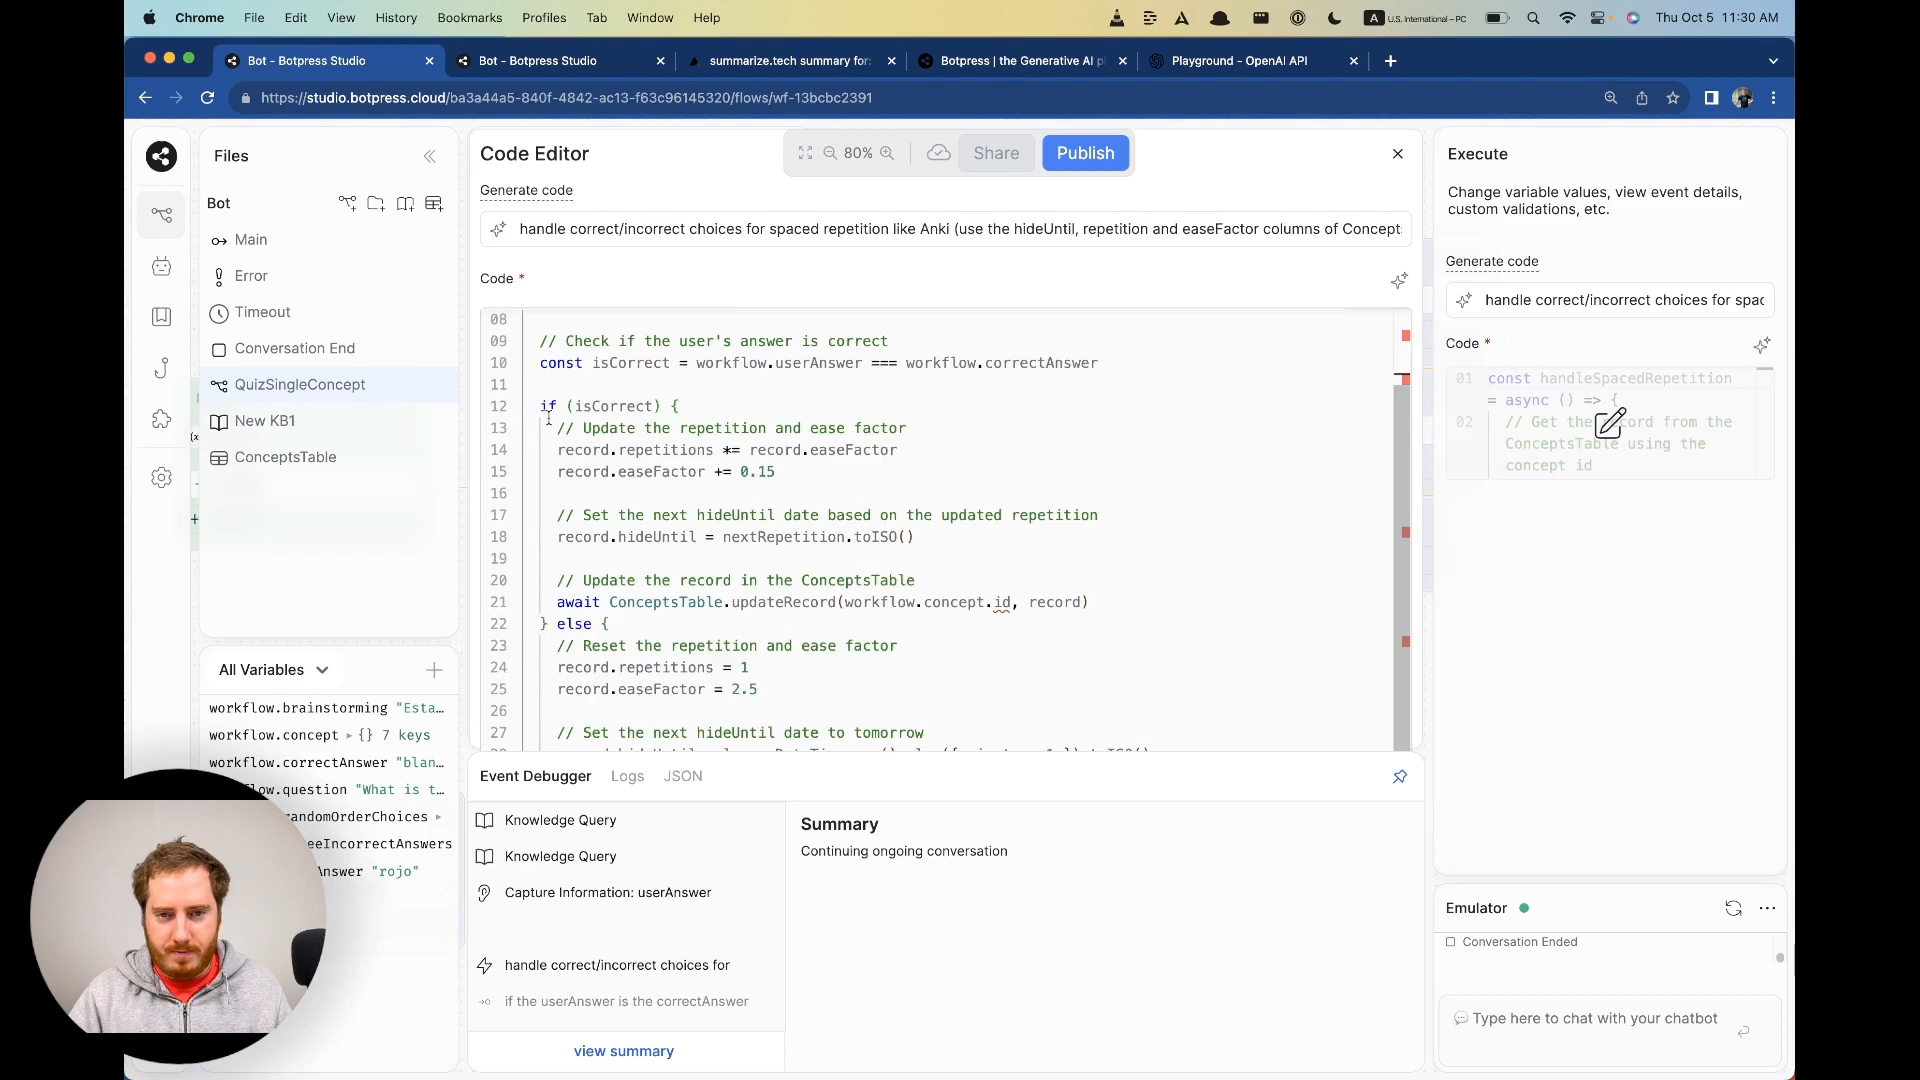 Chrome File Edit View History Bookmarks Profiles Tab Window Help
A U.S. International – PC Thu Oct 5 11:30 AM
Bot - Botpress Studio
Bot - Botpress Studio
summarize.tech summary for:
Botpress | the Generative AI pl
Playground - OpenAI API
https://studio.botpress.cloud/ba3a44a5-840f-4842-ac13-f63c96145320/flows/wf-13bcbc2391
Files
Bot
Main
Error
Timeout
Conversation End
QuizSingleConcept
New KB1
ConceptsTable
All Variables
workflow.brainstorming "Esta…
workflow.concept {} 7 keys
workflow.correctAnswer "blan…
.question "What is t…
andomOrderChoices
eeIncorrectAnswers
Answer "rojo"
Code Editor
80%
Share
Publish
Generate code
handle correct/incorrect choices for spaced repetition like Anki (use the hideUntil, repetition and easeFactor columns of Concept
Code *
08
09 // Check if the user's answer is correct
10 const isCorrect = workflow.userAnswer === workflow.correctAnswer
11
12 if (isCorrect) {
13 // Update the repetition and ease factor
14 record.repetitions *= record.easeFactor
15 record.easeFactor += 0.15
16
17 // Set the next hideUntil date based on the updated repetition
18 record.hideUntil = nextRepetition.toISO()
19
20 // Update the record in the ConceptsTable
21 await ConceptsTable.updateRecord(workflow.concept.id, record)
22 } else {
23 // Reset the repetition and ease factor
24 record.repetitions = 1
25 record.easeFactor = 2.5
26
27 // Set the next hideUntil date to tomorrow
Event Debugger Logs JSON
Knowledge Query
Knowledge Query
Capture Information: userAnswer
handle correct/incorrect choices for
if the userAnswer is the correctAnswer
view summary
Summary
Continuing ongoing conversation
Execute
Change variable values, view event details,
custom validations, etc.
Generate code
handle correct/incorrect choices for spac
Code *
01 const handleSpacedRepetition
= async () => {
02 // Get the record from the
ConceptsTable using the
concept id
Emulator
Conversation Ended
Type here to chat with your chatbot